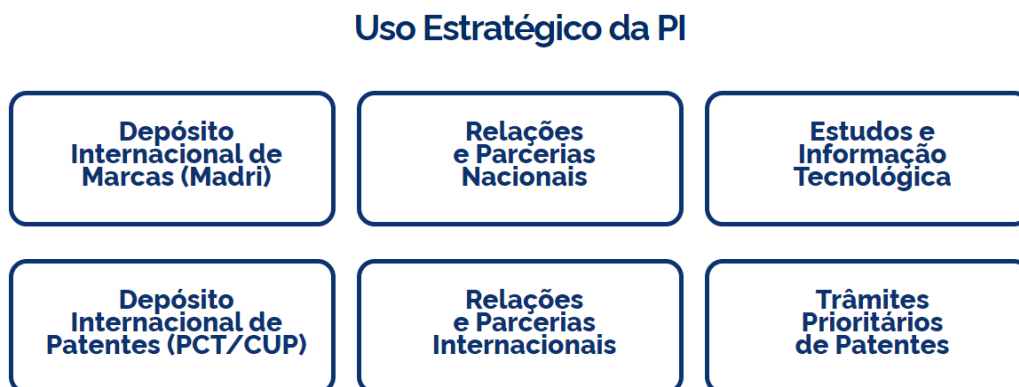 Uso Estratégico da PI
Depósito
Internacional de
Marcas (Madri)
Relações
e Parcerias
Nacionais
Estudos e
Informação
Tecnológica
Depósito
Internacional de
Patentes (PCT/CUP)
Relações
e Parcerias
Internacionais
Trâmites
Prioritários
de Patentes